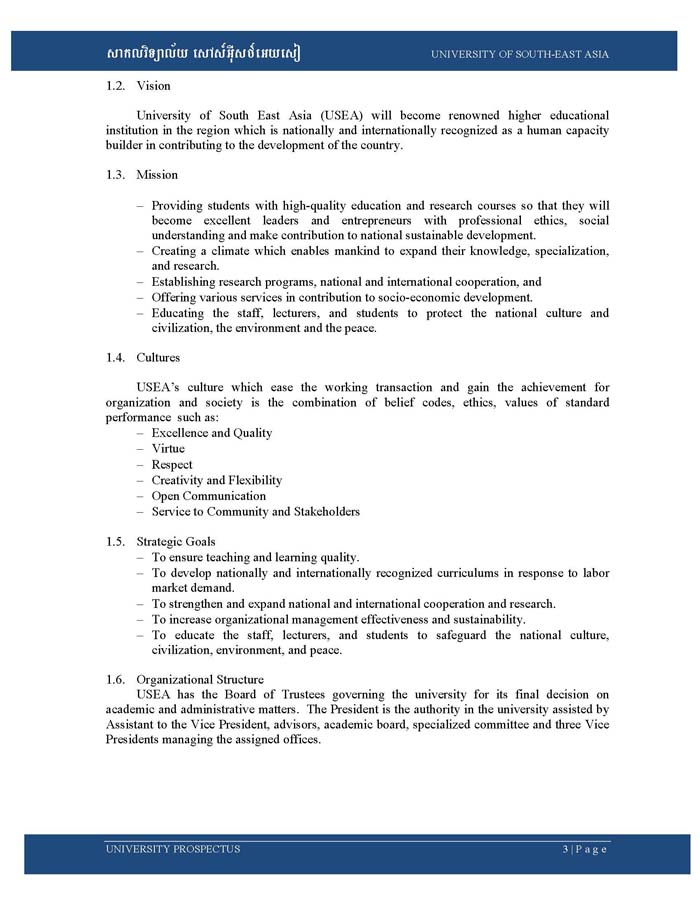 សាកលវិទ្យាល័យ សៅស៍អ៊ីសថ៍អេយសៀ UNIVERSITY OF SOUTH-EAST ASIA
1.2. Vision
University of South East Asia (USEA) will become renowned higher educational
institution in the region which is nationally and internationally recognized as a human capacity
builder in contributing to the development of the country.
1.3. Mission
– Providing students with high-quality education and research courses so that they will
become excellent leaders and entrepreneurs with professional ethics, social
understanding and make contribution to national sustainable development.
– Creating a climate which enables mankind to expand their knowledge, specialization,
and research.
– Establishing research programs, national and international cooperation, and
– Offering various services in contribution to socio-economic development.
– Educating the staff, lecturers, and students to protect the national culture and
civilization, the environment and the peace.
1.4. Cultures
USEA's culture which ease the working transaction and gain the achievement for
organization and society is the combination of belief codes, ethics, values of standard
performance such as:
– Excellence and Quality
– Virtue
– Respect
– Creativity and Flexibility
– Open Communication
– Service to Community and Stakeholders
1.5. Strategic Goals
– To ensure teaching and learning quality.
– To develop nationally and internationally recognized curriculums in response to labor
market demand.
– To strengthen and expand national and international cooperation and research.
– To increase organizational management effectiveness and sustainability.
– To educate the staff, lecturers, and students to safeguard the national culture,
civilization, environment, and peace.
1.6. Organizational Structure
USEA has the Board of Trustees governing the university for its final decision on
academic and administrative matters. The President is the authority in the university assisted by
Assistant to the Vice President, advisors, academic board, specialized committee and three Vice
Presidents managing the assigned offices.
UNIVERSITY PROSPECTUS 3 | P a g e